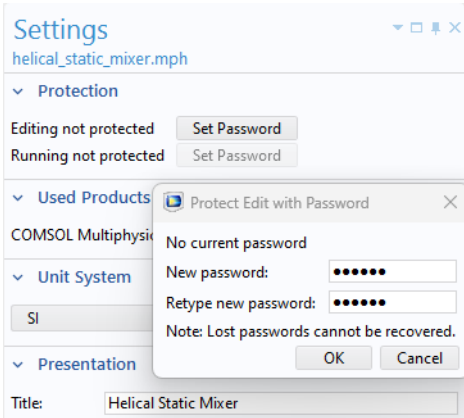 Settings
helical_static_mixer.mph
Protection
Editing not protected Set Password
Running not protected Set Password
Used Products
COMSOL
Unit System
SI
Presentation
Title: Helical Static Mixer
Protect Edit with Password
No current password
New password: ••••••
Retype new password: ••••••
Note: Lost passwords cannot be recovered.
OK Cancel